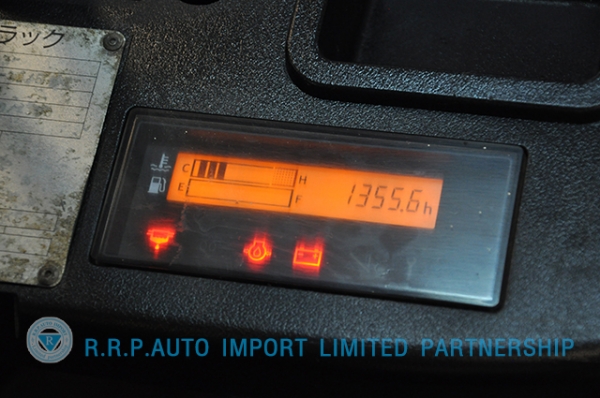 ラック
C H
1355.6h
E F
R
R.R.P.AUTO IMPORT LIMITED PARTNERSHIP